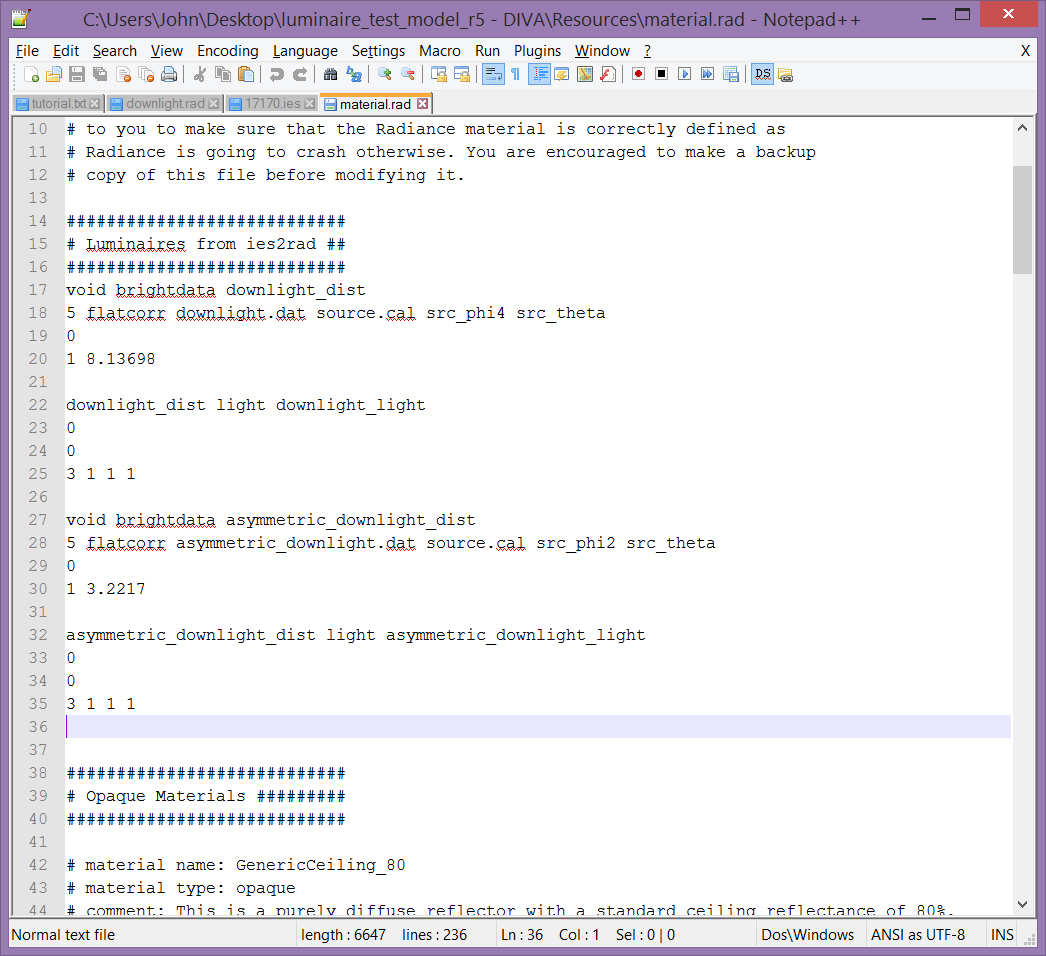 C:\Users\John\Desktop\luminaire_test_model_r5 - DIVA\Resources\material.rad - Notepad++
File Edit Search View Encoding Language Settings Macro Run Plugins Window ? X
tutorial.txt downlight.rad 17170.ies material.rad
10 # to you to make sure that the Radiance material is correctly defined as
11 # Radiance is going to crash otherwise. You are encouraged to make a backup
12 # copy of this file before modifying it.
13
14 ############################
15 # Luminaires from ies2rad ##
16 ############################
17 void brightdata downlight_dist
18 5 flatcorr downlight.dat source.cal src_phi4 src_theta
19 0
20 1 8.13698
21
22 downlight_dist light downlight_light
23 0
24 0
25 3 1 1 1
26
27 void brightdata asymmetric_downlight_dist
28 5 flatcorr asymmetric_downlight.dat source.cal src_phi2 src_theta
29 0
30 1 3.2217
31
32 asymmetric_downlight_dist light asymmetric_downlight_light
33 0
34 0
35 3 1 1 1
36
37
38 ############################
39 # Opaque Materials #########
40 ############################
41
42 # material name: GenericCeiling_80
43 # material type: opaque
44 # comment: This is a purely diffuse reflector with a standard ceiling reflectance of 80%.
Normal text file length : 6647 lines : 236 Ln : 36 Col : 1 Sel : 0 | 0 Dos\Windows ANSI as UTF-8 INS